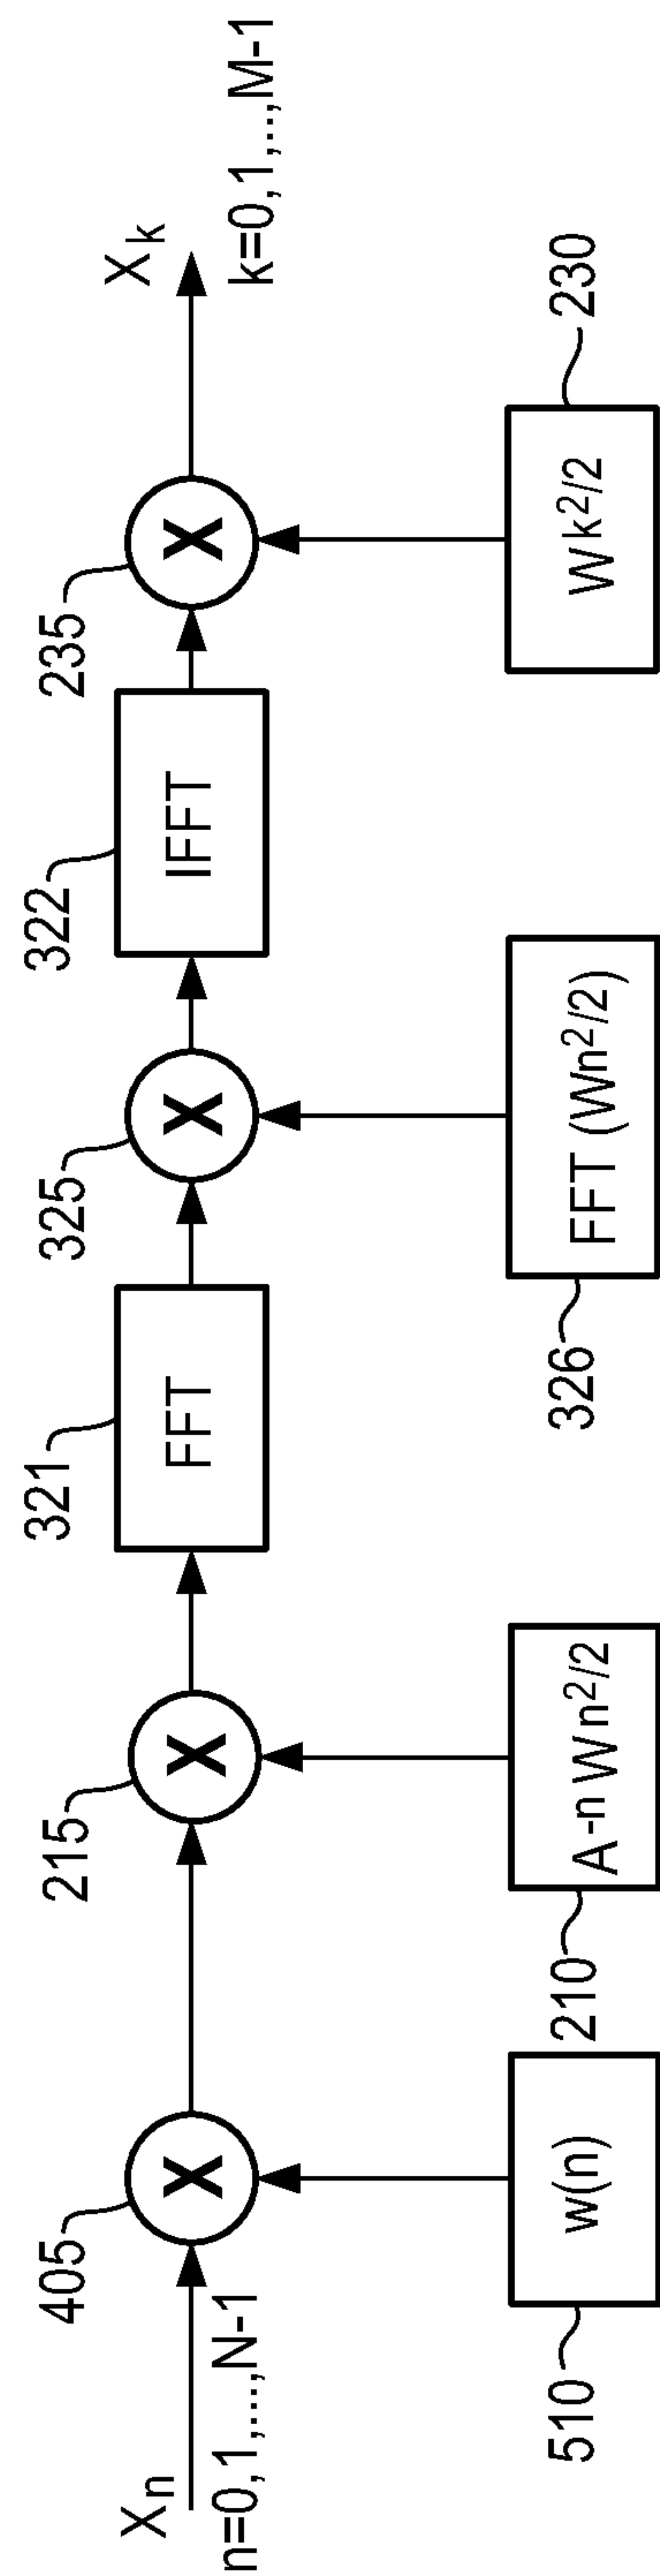 Xn
n=0,1,...,N-1
405
X
w(n)
510
215
X
A-n Wn2/2
210
321
FFT
325
X
FFT (Wn2/2)
326
322
IFFT
235
X
Wk2/2
230
Xk
k=0,1,..,M-1